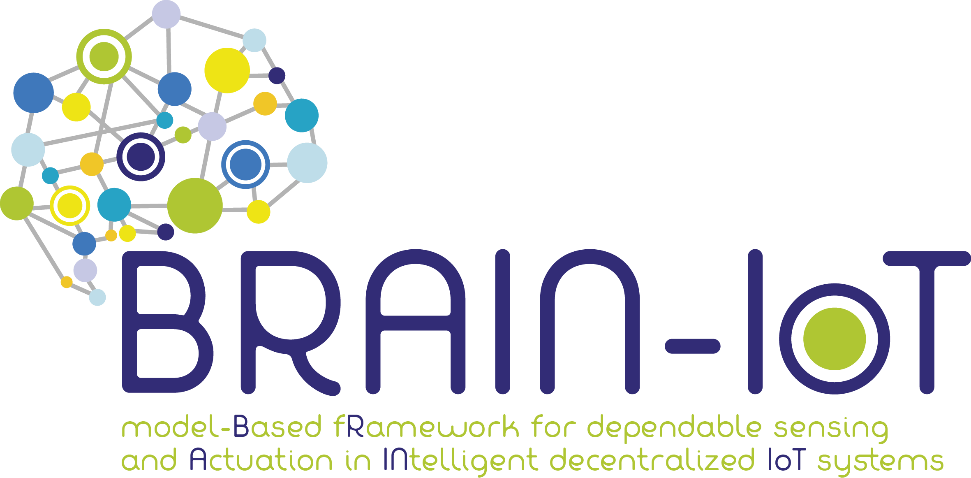 BRAIN-IoT
model-Based fRamework for dependable sensing
and Actuation in INtelligent decentralized IoT systems